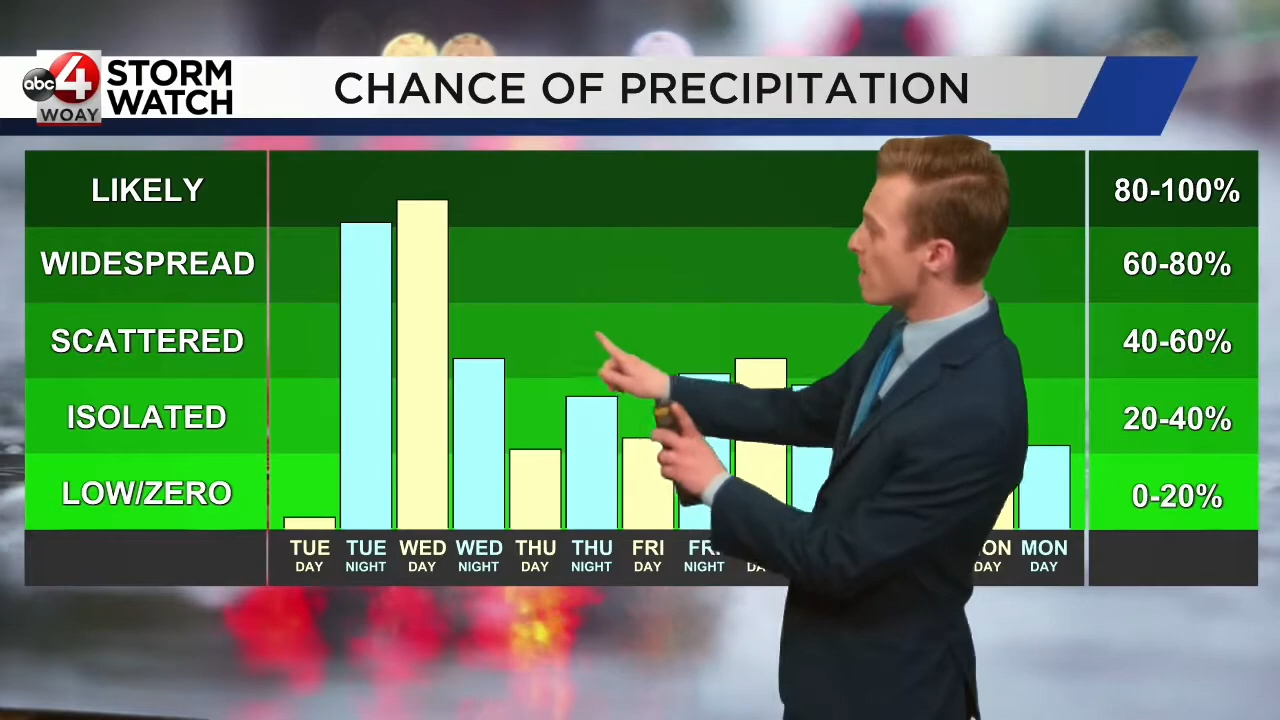 abc 4
WOAY
STORM
WATCH
CHANCE OF PRECIPITATION
LIKELY
80-100%
WIDESPREAD
60-80%
SCATTERED
40-60%
ISOLATED
20-40%
LOW/ZERO
0-20%
TUE TUE WED WED THU THU FRI FRI MON
DAY NIGHT DAY NIGHT DAY NIGHT DAY NIGHT DAY DAY